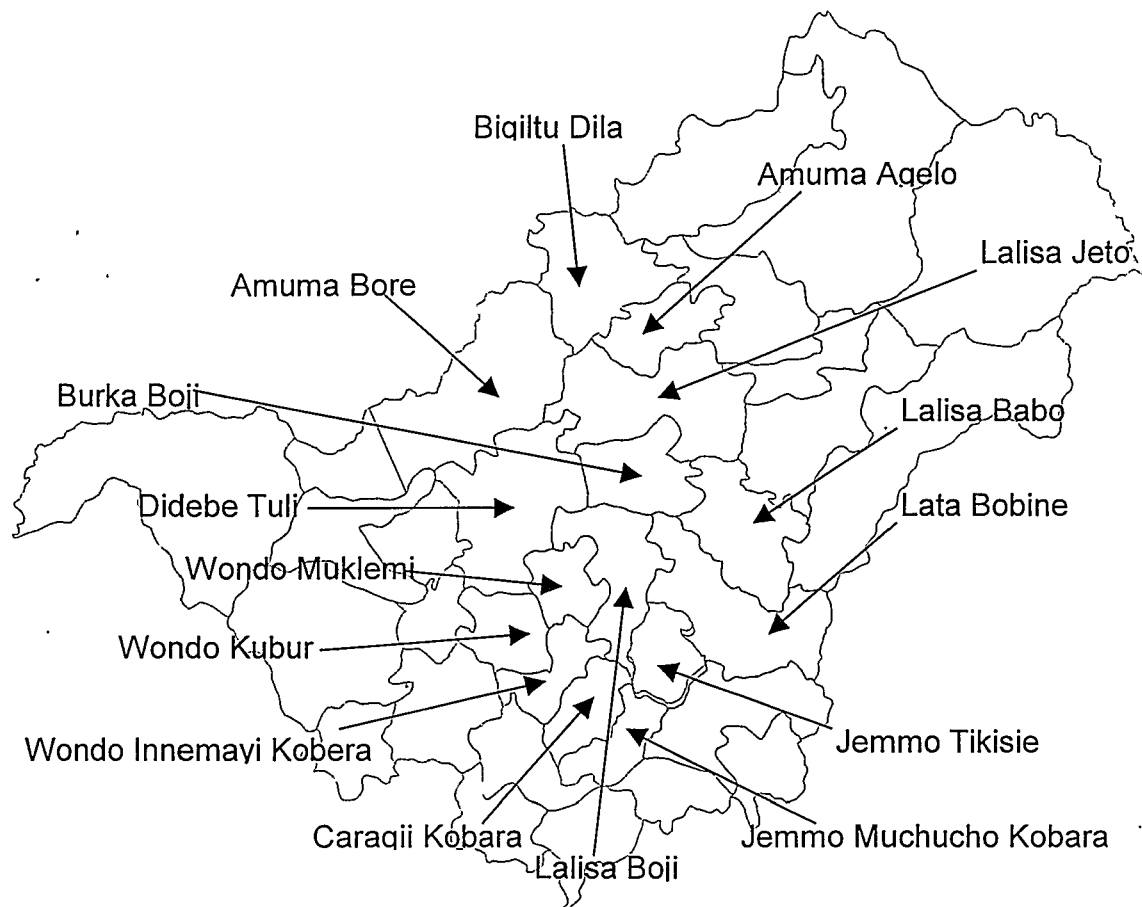 Biqiltu Dila
Amuma Aqelo
Lalisa Jeto
Amuma Bore
Burka Boji
Lalisa Babo
Didebe Tuli
Lata Bobine
Wondo Muklemi
Wondo Kubur
Wondo Innemayi Kobera
Jemmo Tikisie
Caraqii Kobara
Jemmo Muchucho Kobara
Lalisa Boji